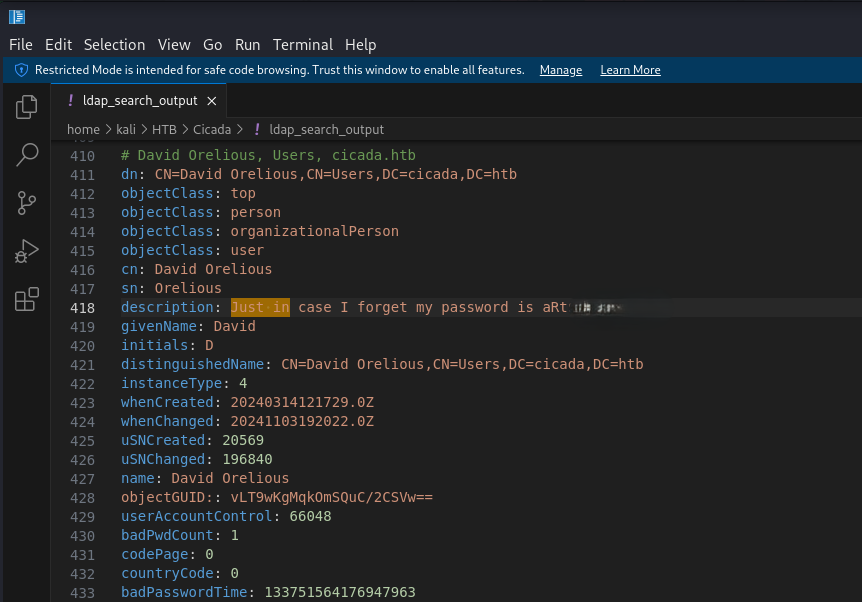 File Edit Selection View Go Run Terminal Help
Restricted Mode is intended for safe code browsing. Trust this window to enable all features. Manage Learn More
! ldap_search_output ×
home > kali > HTB > Cicada > ! ldap_search_output
410 # David Orelious, Users, cicada.htb
411 dn: CN=David Orelious,CN=Users,DC=cicada,DC=htb
412 objectClass: top
413 objectClass: person
414 objectClass: organizationalPerson
415 objectClass: user
416 cn: David Orelious
417 sn: Orelious
418 description: Just in case I forget my password is aRt
419 givenName: David
420 initials: D
421 distinguishedName: CN=David Orelious,CN=Users,DC=cicada,DC=htb
422 instanceType: 4
423 whenCreated: 20240314121729.0Z
424 whenChanged: 20241103192022.0Z
425 uSNCreated: 20569
426 uSNChanged: 196840
427 name: David Orelious
428 objectGUID:: vLT9wKgMqkOmSQuC/2CSVw==
429 userAccountControl: 66048
430 badPwdCount: 1
431 codePage: 0
432 countryCode: 0
433 badPasswordTime: 133751564176947963